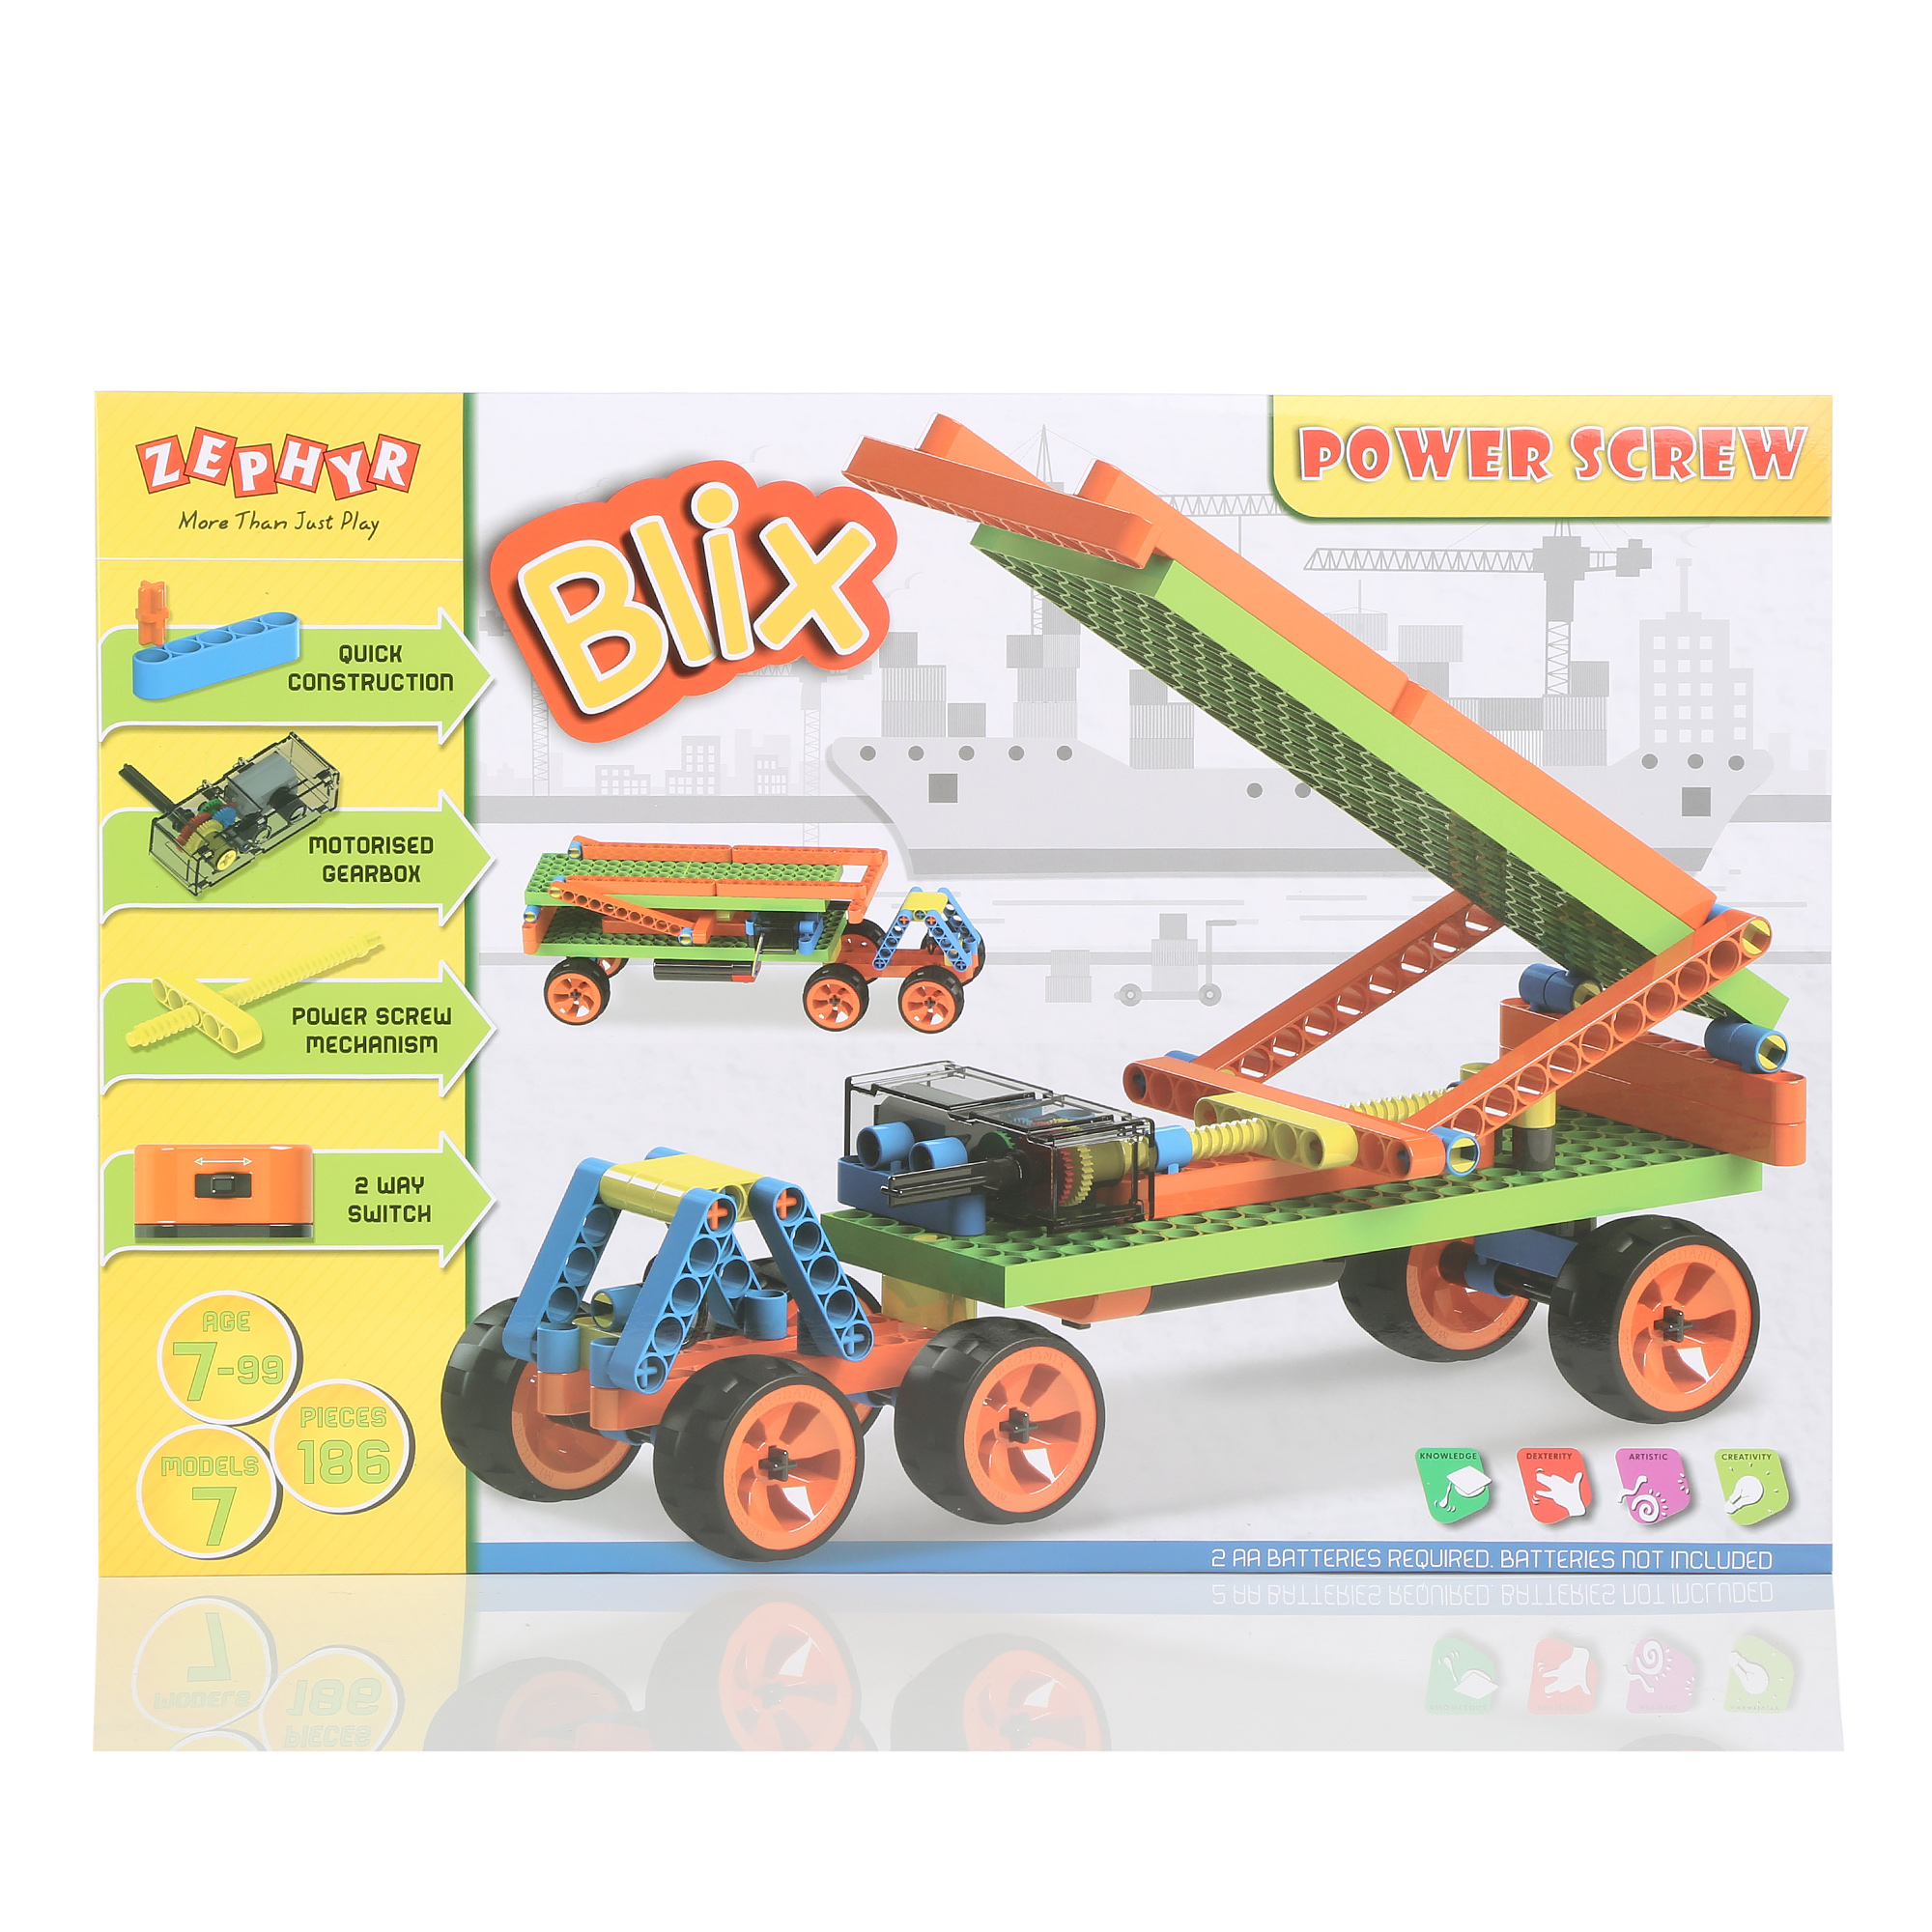 ZEPHYR
More Than Just Play
Blix
POWER SCREW
QUICK
CONSTRUCTION
MOTORISED
GEARBOX
POWER SCREW
MECHANISM
2 WAY
SWITCH
AGE
7-99
PIECES
186
MODELS
7
KNOWLEDGE
DEXTERITY
ARTISTIC
CREATIVITY
2 AA BATTERIES REQUIRED. BATTERIES NOT INCLUDED